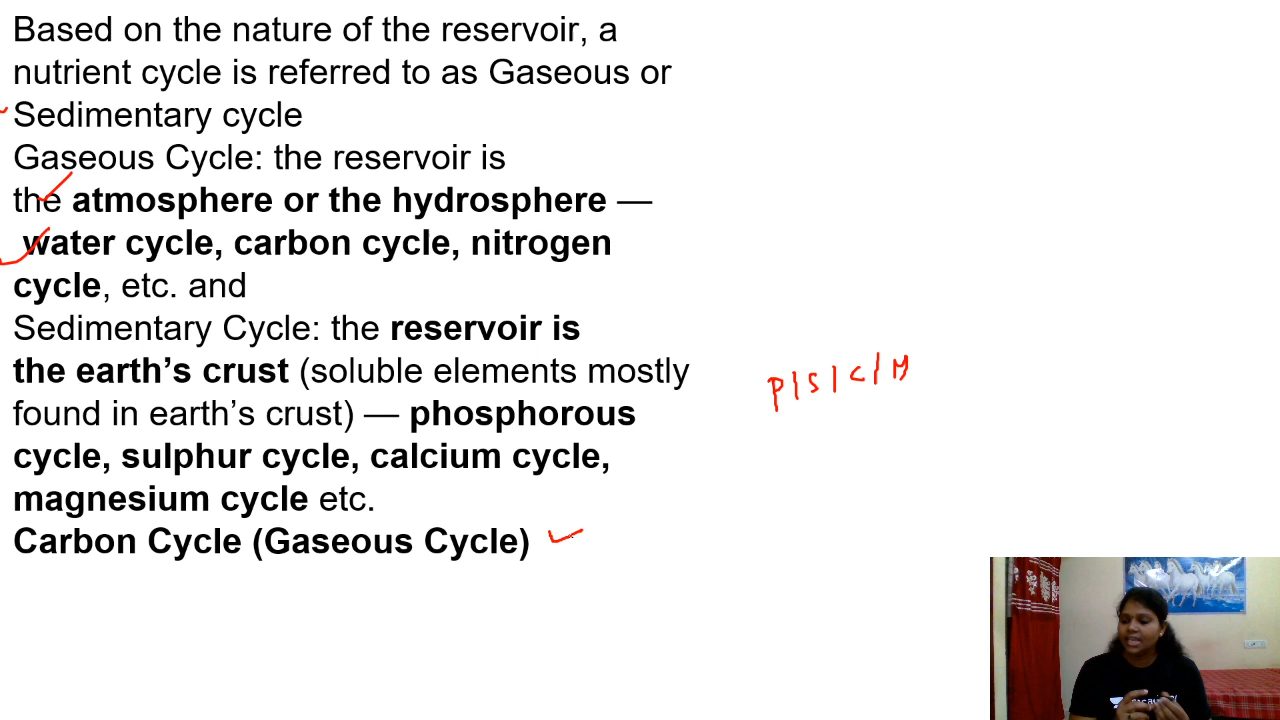 Based on the nature of the reservoir, a
nutrient cycle is referred to as Gaseous or
Sedimentary cycle
Gaseous Cycle: the reservoir is
the atmosphere or the hydrosphere —
water cycle, carbon cycle, nitrogen
cycle, etc. and
Sedimentary Cycle: the reservoir is
the earth’s crust (soluble elements mostly
found in earth’s crust) — phosphorous
cycle, sulphur cycle, calcium cycle,
magnesium cycle etc.
Carbon Cycle (Gaseous Cycle)
P/S/C/M